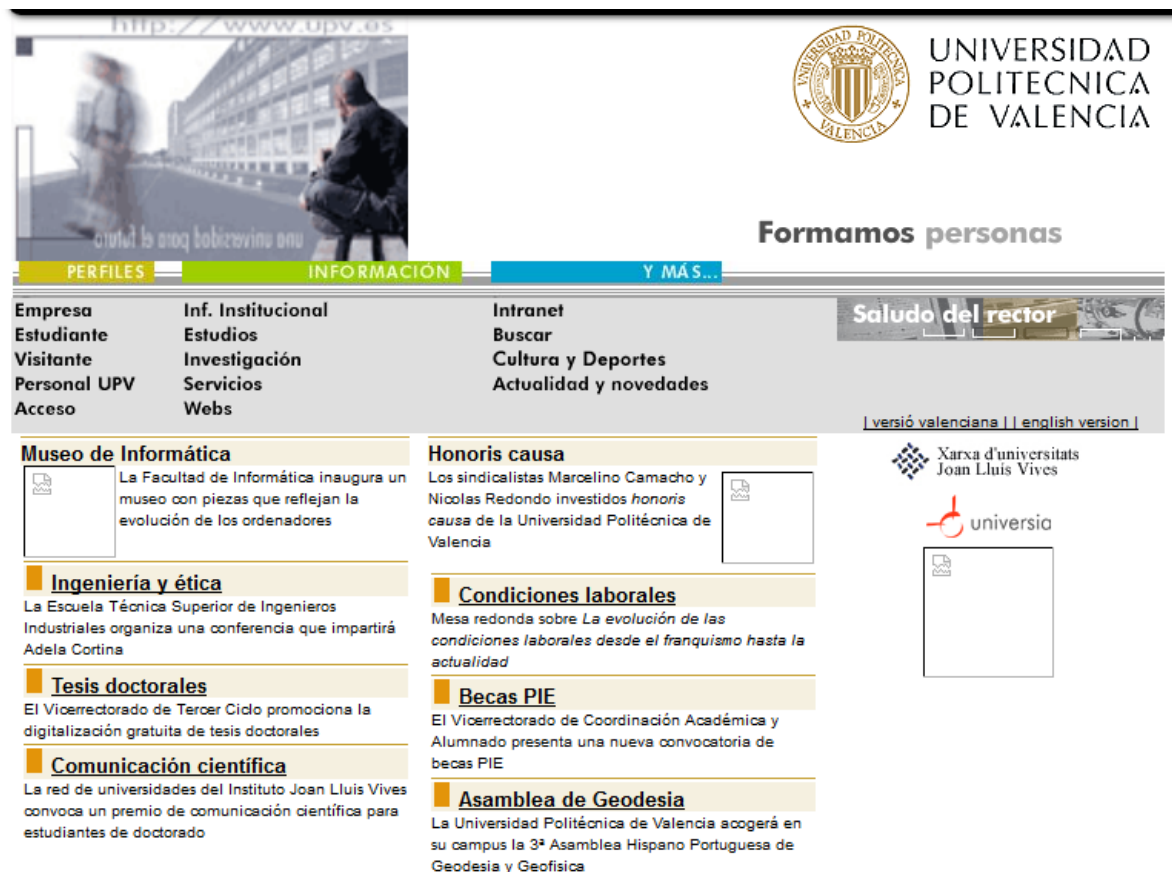 http://www.upv.es
UNIVERSIDAD
POLITECNICA
DE VALENCIA
UNIVERSIDAD POLITECNICA
VALENCIA
una universidad para el futuro
Formamos personas
PERFILES
INFORMACIÓN
Y MÁS...
Empresa
Estudiante
Visitante
Personal UPV
Acceso
Inf. Institucional
Estudios
Investigación
Servicios
Webs
Intranet
Buscar
Cultura y Deportes
Actualidad y novedades
Saludo del rector
| versió valenciana | | english version |
Museo de Informática
La Facultad de Informática inaugura un
museo con piezas que reflejan la
evolución de los ordenadores
Ingeniería y ética
La Escuela Técnica Superior de Ingenieros
Industriales organiza una conferencia que impartirá
Adela Cortina
Tesis doctorales
El Vicerrectorado de Tercer Ciclo promociona la
digitalización gratuita de tesis doctorales
Comunicación científica
La red de universidades del Instituto Joan Lluis Vives
convoca un premio de comunicación científica para
estudiantes de doctorado
Honoris causa
Los sindicalistas Marcelino Camacho y
Nicolas Redondo investidos honoris
causa de la Universidad Politécnica de
Valencia
Condiciones laborales
Mesa redonda sobre La evolución de las
condiciones laborales desde el franquismo hasta la
actualidad
Becas PIE
El Vicerrectorado de Coordinación Académica y
Alumnado presenta una nueva convocatoria de
becas PIE
Asamblea de Geodesia
La Universidad Politécnica de Valencia acogerá en
su campus la 3ª Asamblea Hispano Portuguesa de
Geodesia y Geofisica
Xarxa d'universitats
Joan Lluis Vives
universia